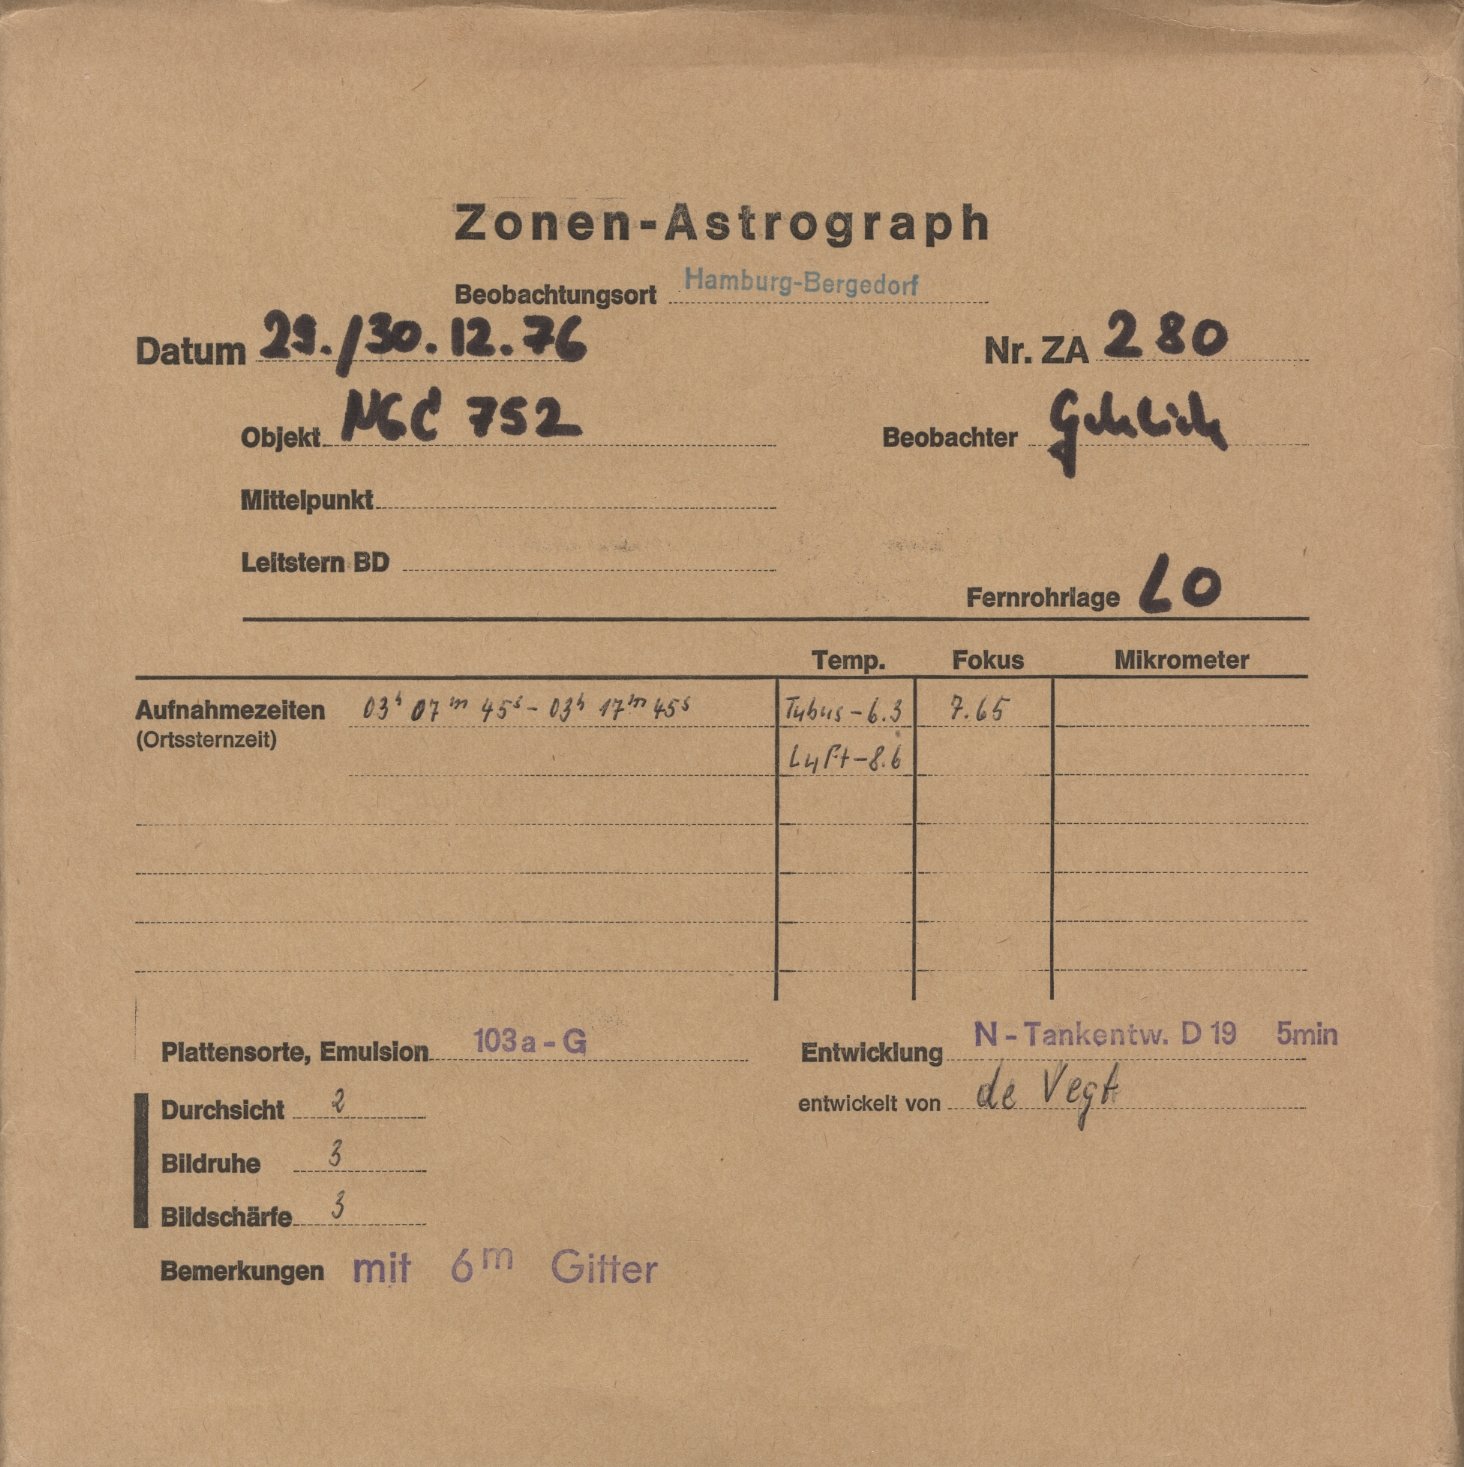 Zonen-Astrograph
Beobachtungsort Hamburg-Bergedorf
Datum 29./30.12.76 Nr. ZA 280
Objekt NGC 752 Beobachter
Mittelpunkt
Leitstern BD
Fernrohrlage LO
Temp. Fokus Mikrometer
Aufnahmezeiten 03h 07m 45s - 03h 17m 45s Tubus -6.3 7.65
(Ortssternzeit)
Luft -8.6
Plattensorte, Emulsion 103a-G Entwicklung N-Tankentw. D 19 5min
Durchsicht 2 entwickelt von de Vegt
Bildruhe 3
Bildschärfe 3
Bemerkungen mit 6m Gitter